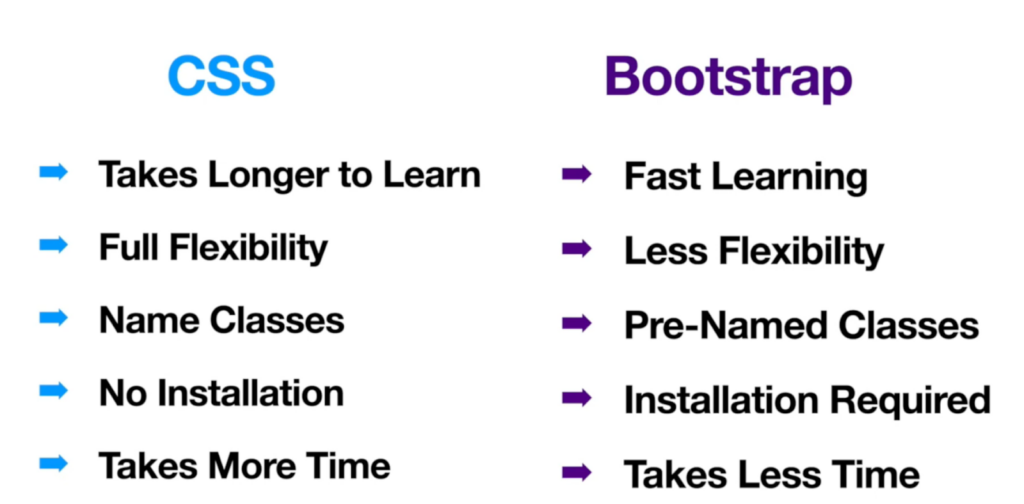 CSS
Takes Longer to Learn
Full Flexibility
Name Classes
No Installation
Takes More Time
Bootstrap
Fast Learning
Less Flexibility
Pre-Named Classes
Installation Required
Takes Less Time